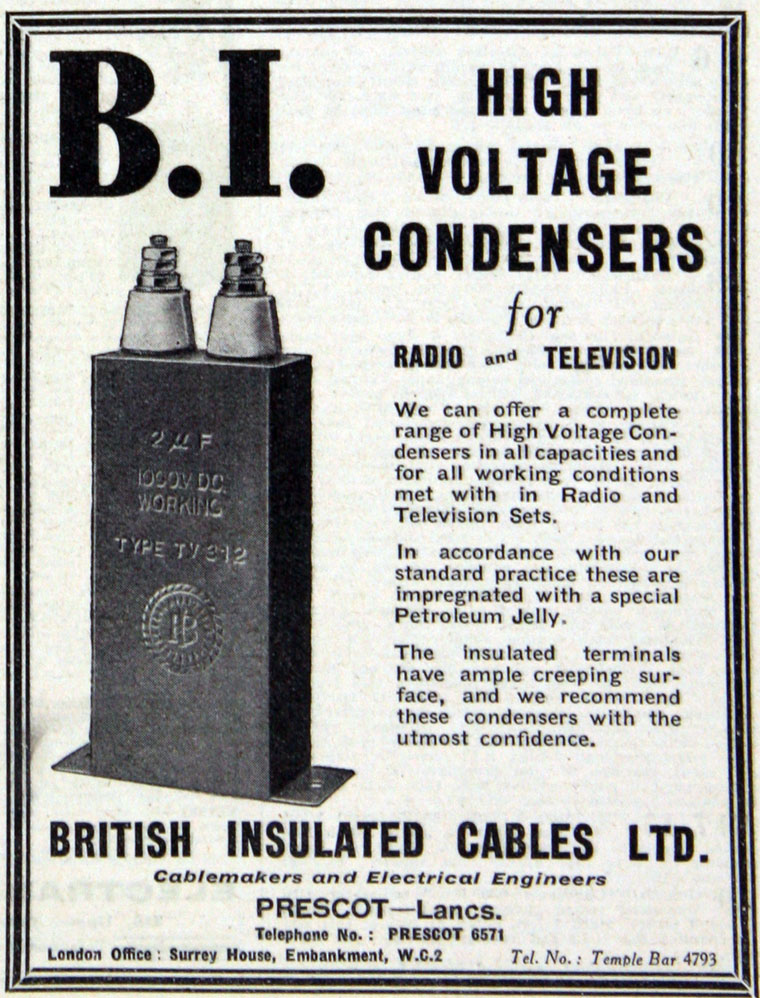 B.I.
HIGH
VOLTAGE
CONDENSERS
for
RADIO and TELEVISION
We can offer a complete
range of High Voltage Con-
densers in all capacities and
for all working conditions
met with in Radio and
Television Sets.
In accordance with our
standard practice these are
impregnated with a special
Petroleum Jelly.
The insulated terminals
have ample creeping sur-
face, and we recommend
these condensers with the
utmost confidence.
2 µ F
1000V DC.
WORKING
TYPE TV 312
BRITISH INSULATED CABLES LTD.
Cablemakers and Electrical Engineers
PRESCOT—Lancs.
Telephone No. : PRESCOT 6571
London Office : Surrey House, Embankment, W.C.2 Tel. No. : Temple Bar 4793